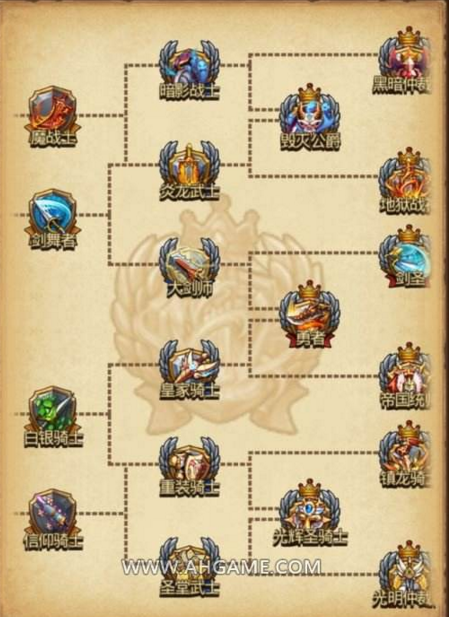 暗影战士
黑暗仲裁
魔战士
毁灭公爵
炎龙武士
地狱战
剑舞者
大剑师
剑圣
勇者
皇家骑士
帝国统
白银骑士
重装骑士
镇龙骑士
信仰骑士
光辉圣骑士
WWW.AHGAME.COM
圣堂武士
光明仲裁